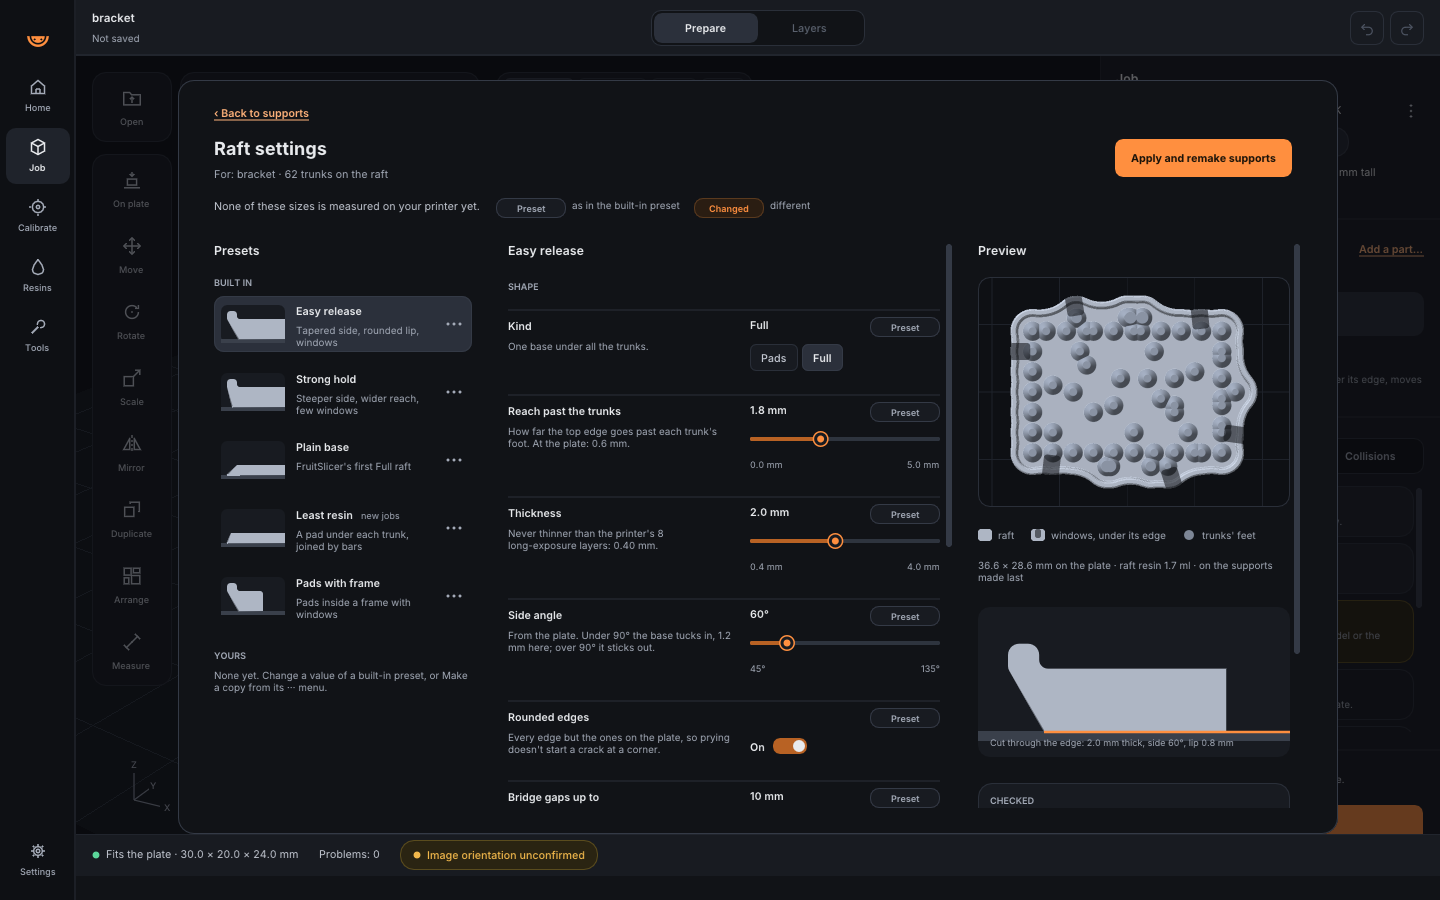 bracket
Not saved
Prepare
Layers
Home
Job
Calibrate
Resins
Tools
Settings
Open
On plate
Move
Rotate
Scale
Mirror
Duplicate
Arrange
Measure
Z
Y
X
Job
mm tall
Add a part...
er its edge, moves
Collisions
del or the
ate.
e.
‹ Back to supports
Raft settings
For: bracket · 62 trunks on the raft
Apply and remake supports
None of these sizes is measured on your printer yet.
Preset
as in the built-in preset
Changed
different
Presets
BUILT IN
Easy release
Tapered side, rounded lip,
windows
Strong hold
Steeper side, wider reach,
few windows
Plain base
FruitSlicer's first Full raft
Least resin new jobs
A pad under each trunk,
joined by bars
Pads with frame
Pads inside a frame with
windows
YOURS
None yet. Change a value of a built-in preset, or Make
a copy from its ··· menu.
Easy release
SHAPE
Kind
One base under all the trunks.
Full
Preset
Pads
Full
Reach past the trunks
How far the top edge goes past each trunk's
foot. At the plate: 0.6 mm.
1.8 mm
Preset
0.0 mm
5.0 mm
Thickness
Never thinner than the printer's 8
long-exposure layers: 0.40 mm.
2.0 mm
Preset
0.4 mm
4.0 mm
Side angle
From the plate. Under 90° the base tucks in, 1.2
mm here; over 90° it sticks out.
60°
Preset
45°
135°
Rounded edges
Every edge but the ones on the plate, so prying
doesn't start a crack at a corner.
Preset
On
Bridge gaps up to
10 mm
Preset
Preview
raft
windows, under its edge
trunks' feet
36.6 × 28.6 mm on the plate · raft resin 1.7 ml · on the supports
made last
Cut through the edge: 2.0 mm thick, side 60°, lip 0.8 mm
CHECKED
Fits the plate · 30.0 × 20.0 × 24.0 mm
Problems: 0
Image orientation unconfirmed